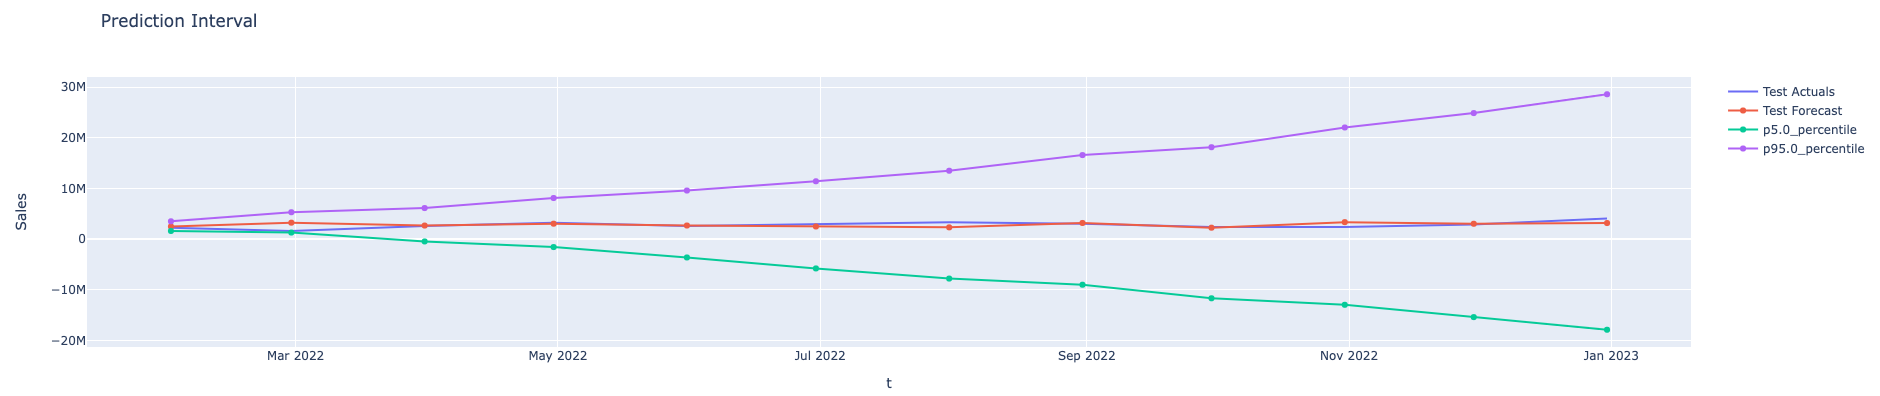 Prediction Interval
Sales
30M
20M
10M
0
−10M
−20M
Mar 2022
May 2022
Jul 2022
Sep 2022
Nov 2022
Jan 2023
t
Test Actuals
Test Forecast
p5.0_percentile
p95.0_percentile